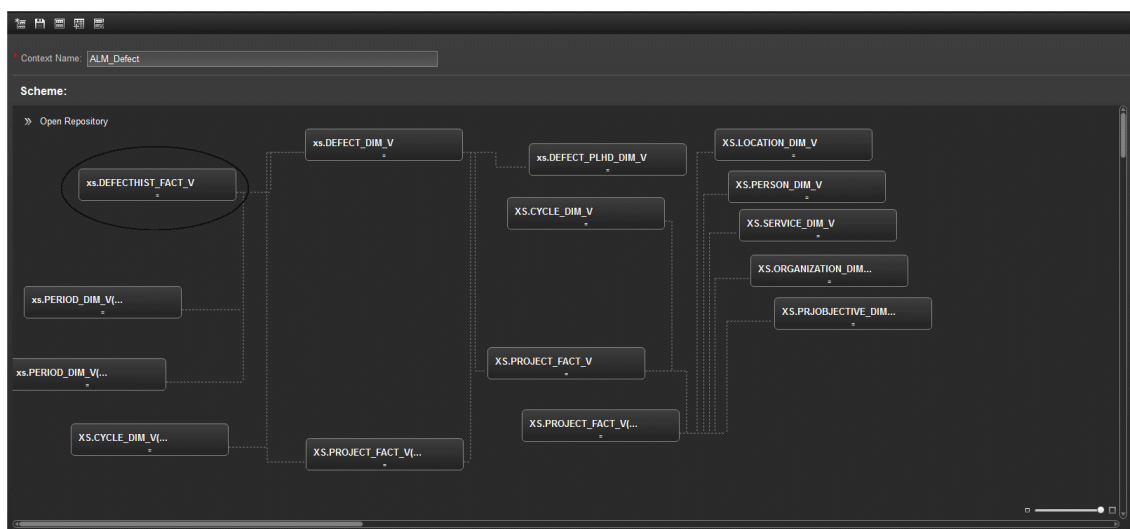 * Context Name: ALM_Defect
Scheme:
» Open Repository
xs.DEFECT_DIM_V
XS.LOCATION_DIM_V
xs.DEFECT_PLHD_DIM_V
xs.DEFECTHIST_FACT_V
XS.PERSON_DIM_V
XS.CYCLE_DIM_V
XS.SERVICE_DIM_V
XS.ORGANIZATION_DIM...
xs.PERIOD_DIM_V(...
XS.PRJOBJECTIVE_DIM...
XS.PROJECT_FACT_V
xs.PERIOD_DIM_V(...
XS.PROJECT_FACT_V(...
XS.CYCLE_DIM_V(...
XS.PROJECT_FACT_V(...